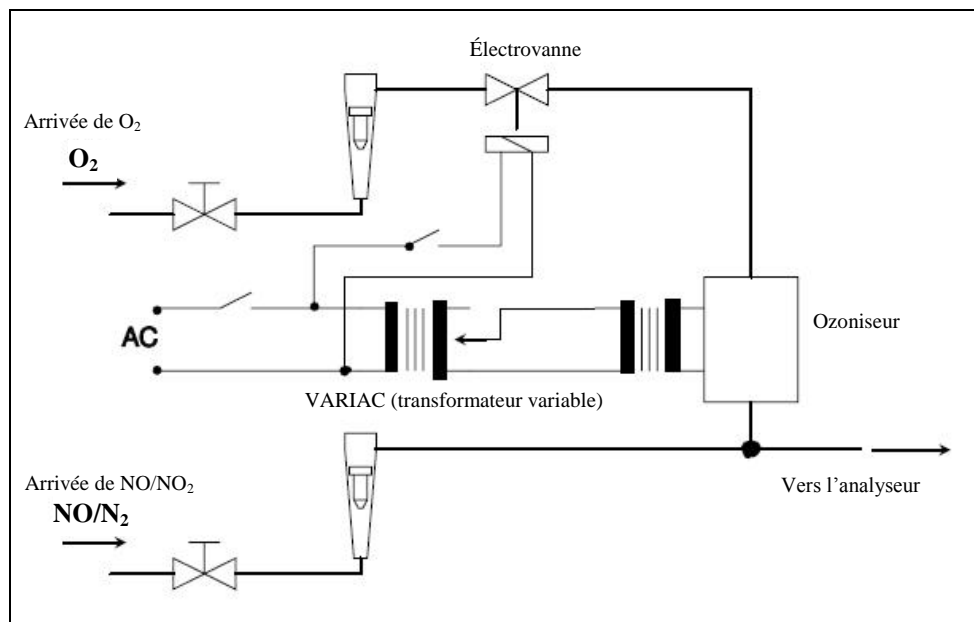 Électrovanne
Arrivée de O₂
O₂
AC
Ozoniseur
VARIAC (transformateur variable)
Arrivée de NO/NO₂
NO/N₂
Vers l'analyseur